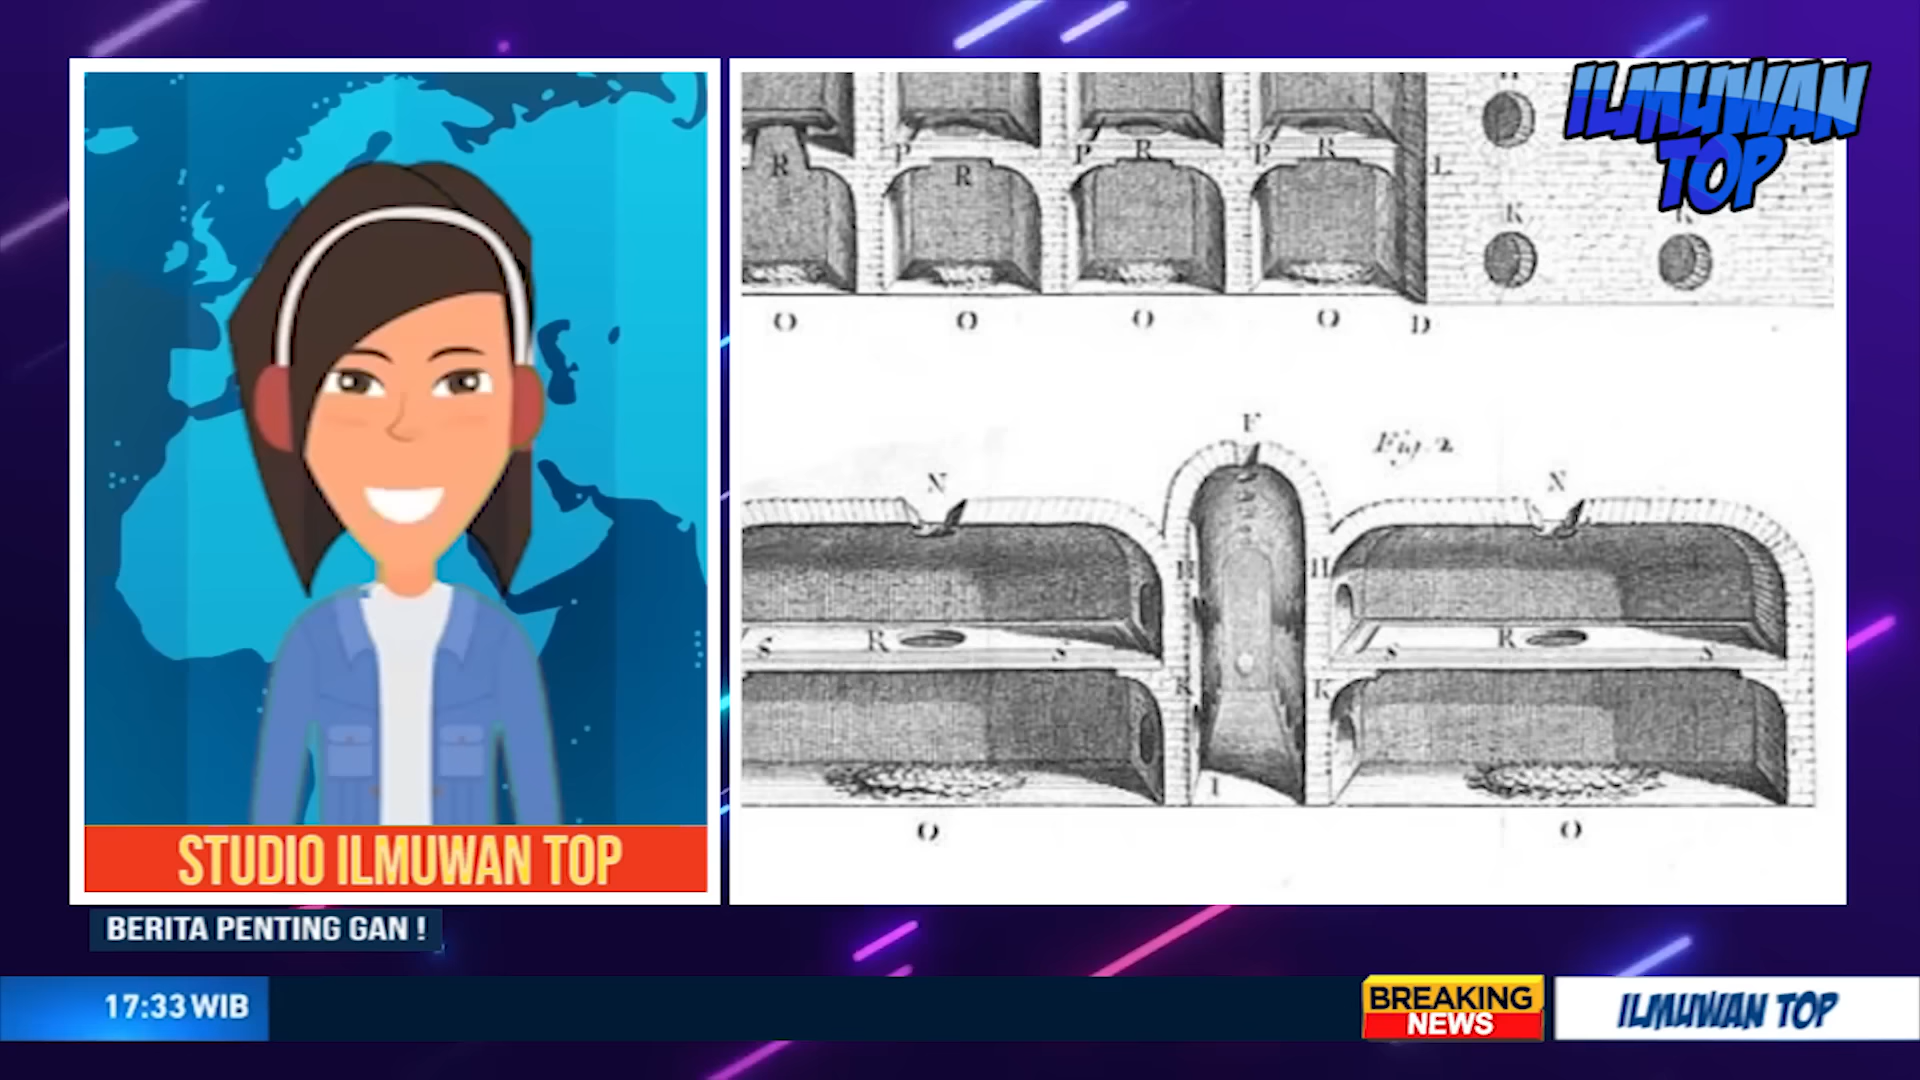 ILMUWAN
TOP
R P R P R P R L
K K
O O O O D
F
Fig. 2
N N
H H
S R S S R S
K K
I
O O
STUDIO ILMUWAN TOP
BERITA PENTING GAN !
17:33 WIB
BREAKING
NEWS
ILMUWAN TOP